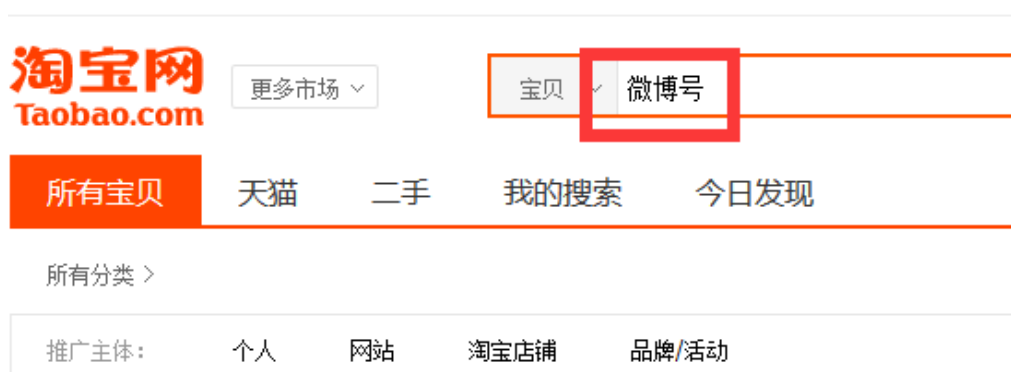 淘宝网
Taobao.com
更多市场
宝贝 微博号
所有宝贝 天猫 二手 我的搜索 今日发现
所有分类 >
推广主体: 个人 网站 淘宝店铺 品牌/活动